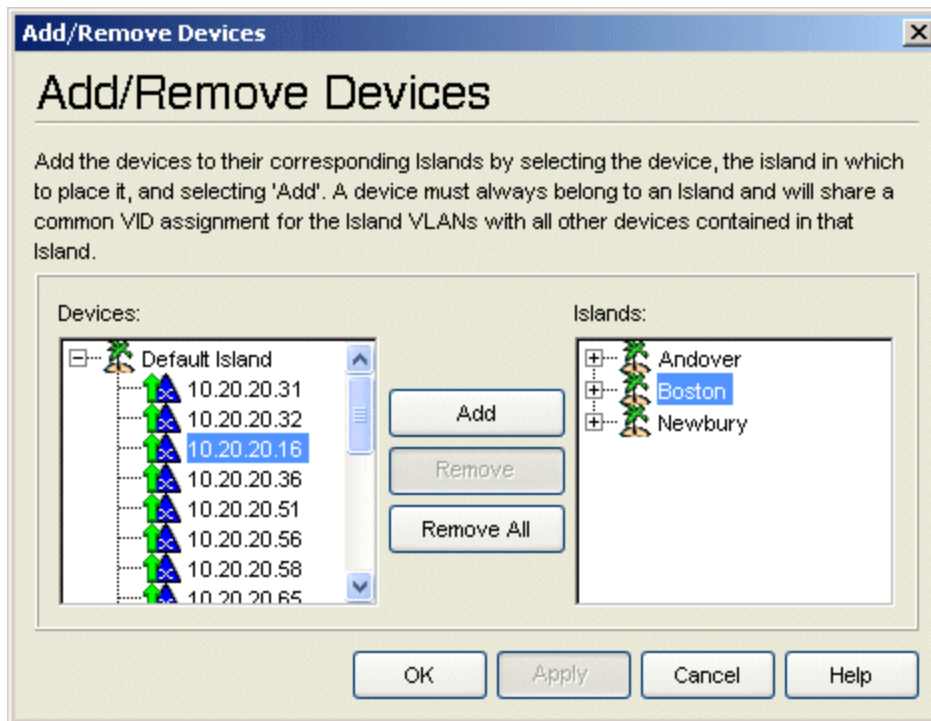 Add/Remove Devices
Add/Remove Devices
Add the devices to their corresponding Islands by selecting the device, the island in which
to place it, and selecting 'Add'. A device must always belong to an Island and will share a
common VID assignment for the Island VLANs with all other devices contained in that
Island.
Devices:
Default Island
10.20.20.31
10.20.20.32
10.20.20.16
10.20.20.36
10.20.20.51
10.20.20.56
10.20.20.58
10.20.20.65
Add
Remove
Remove All
Islands:
Andover
Boston
Newbury
OK
Apply
Cancel
Help